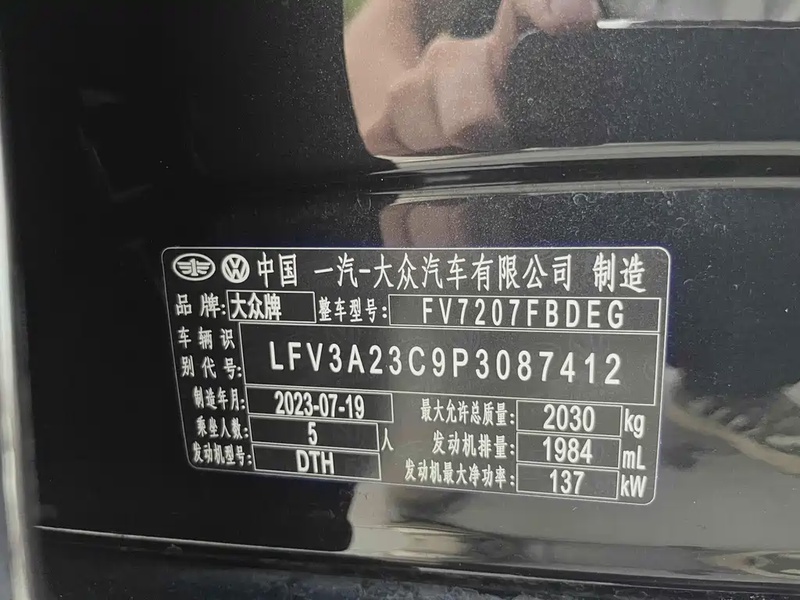 中国 一汽-大众汽车有限公司 制造
品牌: 大众牌 整车型号: FV7207FBDEG
车辆识别代号: LFV3A23C9P3087412
制造年月: 2023-07-19 最大允许总质量: 2030 kg
乘坐人数: 5 人 发动机排量: 1984 mL
发动机型号: DTH 发动机最大净功率: 137 kW